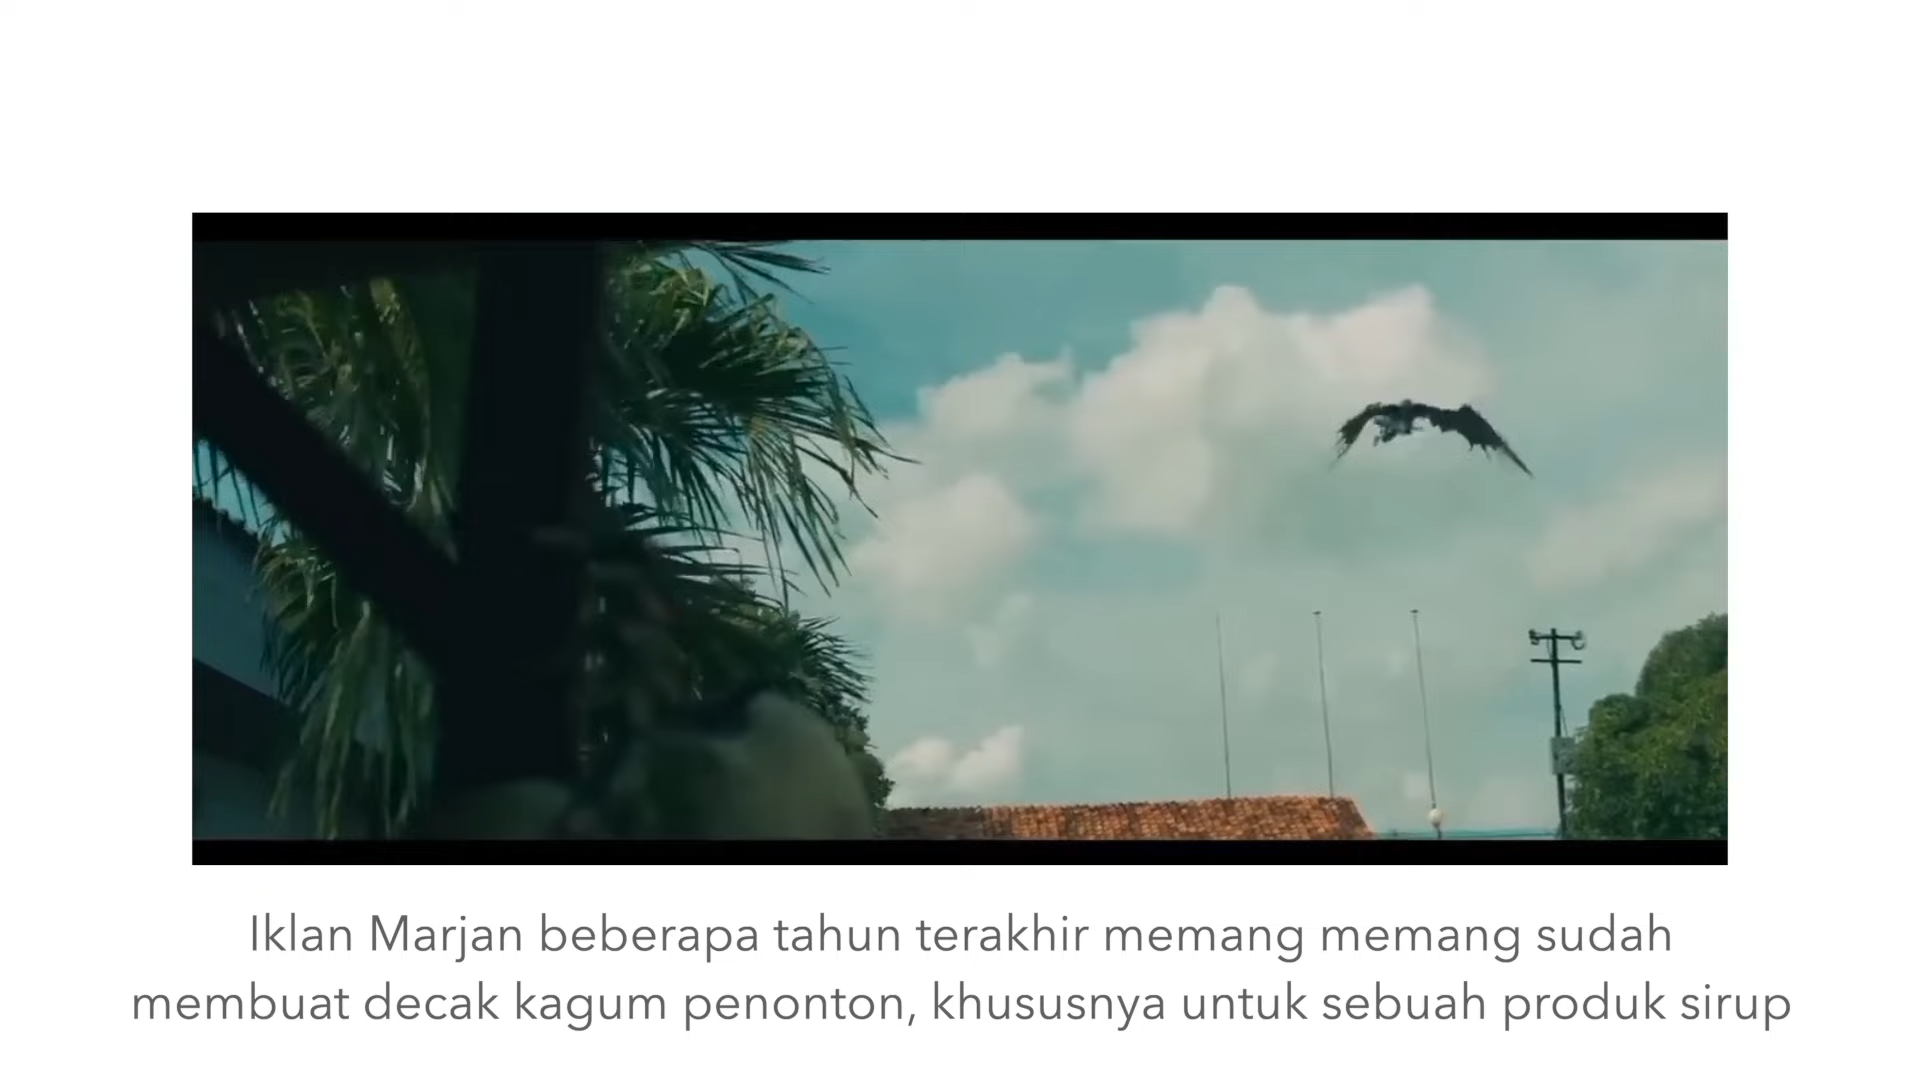 Iklan Marjan beberapa tahun terakhir memang memang sudah
membuat decak kagum penonton, khususnya untuk sebuah produk sirup